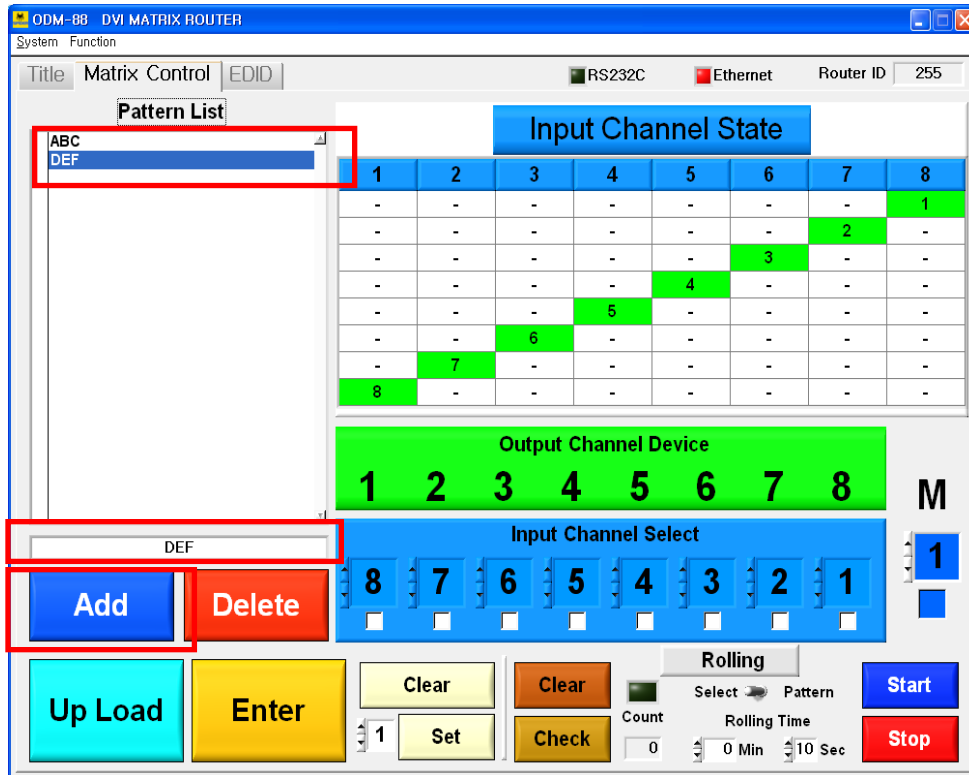 ODM-88 DVI MATRIX ROUTER
System Function
Title Matrix Control EDID RS232C Ethernet Router ID 255
Pattern List
ABC
DEF
Input Channel State
1 2 3 4 5 6 7 8
- - - - - - - 1
- - - - - - 2 -
- - - - - 3 - -
- - - - 4 - - -
- - - 5 - - - -
- - 6 - - - - -
- 7 - - - - - -
8 - - - - - - -
Output Channel Device
1 2 3 4 5 6 7 8
M
DEF
Input Channel Select
8 7 6 5 4 3 2 1
1
Add Delete
Up Load Enter
Clear
1 Set
Clear
Check
Rolling
Select Pattern
Count
0
Rolling Time
0 Min 10 Sec
Start
Stop